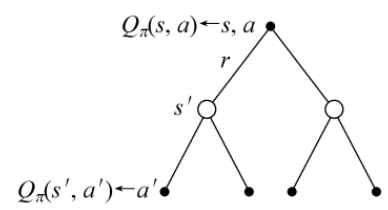 Qπ(s, a)←s, a
r
s′
Qπ(s′, a′)←a′